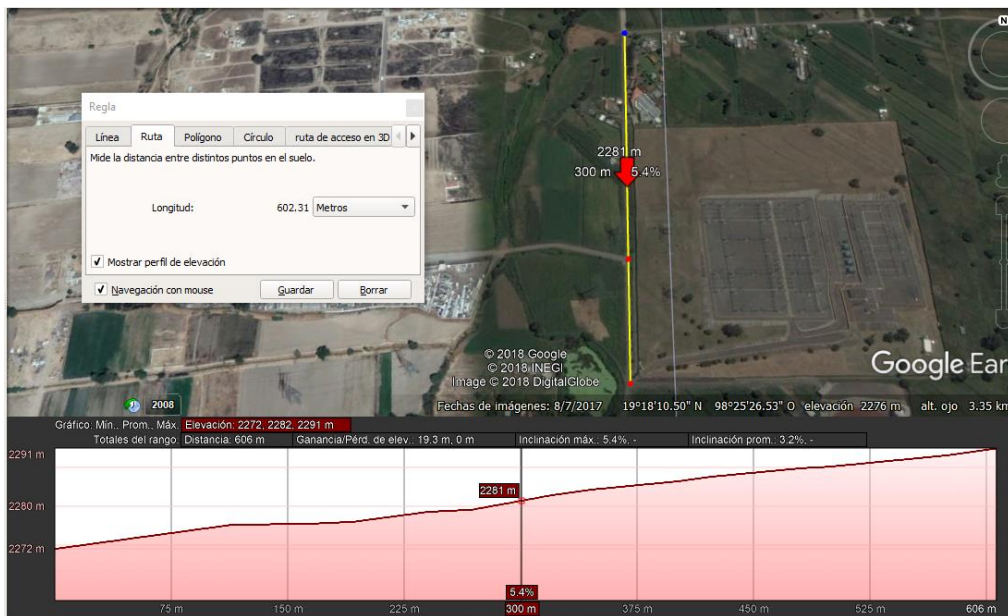 Regla
Línea Ruta Polígono Círculo ruta de acceso en 3D
Mide la distancia entre distintos puntos en el suelo.
Longitud: 602.31 Metros
Mostrar perfil de elevación
Navegación con mouse Guardar Borrar
N
2281 m
300 m 5.4%
© 2018 Google
© 2018 INEGI
Image © 2018 DigitalGlobe
Google Ear
2008
Fechas de imágenes: 8/7/2017 19°18'10.50" N 98°25'26.53" O elevación 2276 m alt. ojo 3.35 km
Gráfico: Mín., Prom., Máx. Elevación: 2272, 2282, 2291 m
Totales del rango: Distancia: 606 m Ganancia/Pérd. de elev.: 19.3 m, 0 m Inclinación máx.: 5.4%, - Inclinación prom.: 3.2%, -
2291 m
2281 m
2280 m
2272 m
5.4%
75 m 150 m 225 m 300 m 375 m 450 m 525 m 606 m